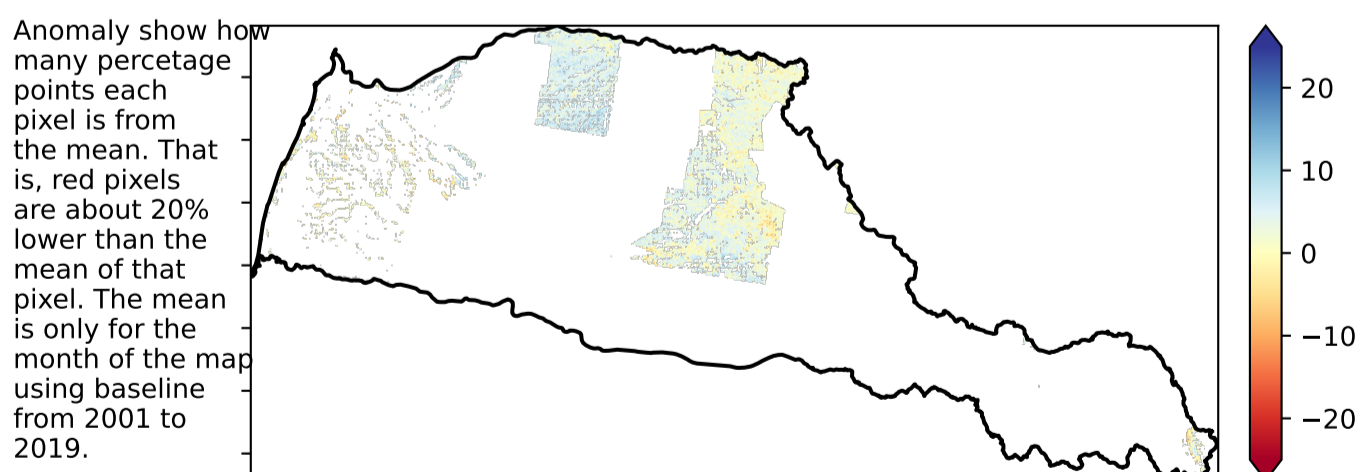 Anomaly show how
many percetage
points each
pixel is from
the mean. That
is, red pixels
are about 20%
lower than the
mean of that
pixel. The mean
is only for the
month of the map
using baseline
from 2001 to
2019.
20
10
0
−10
−20